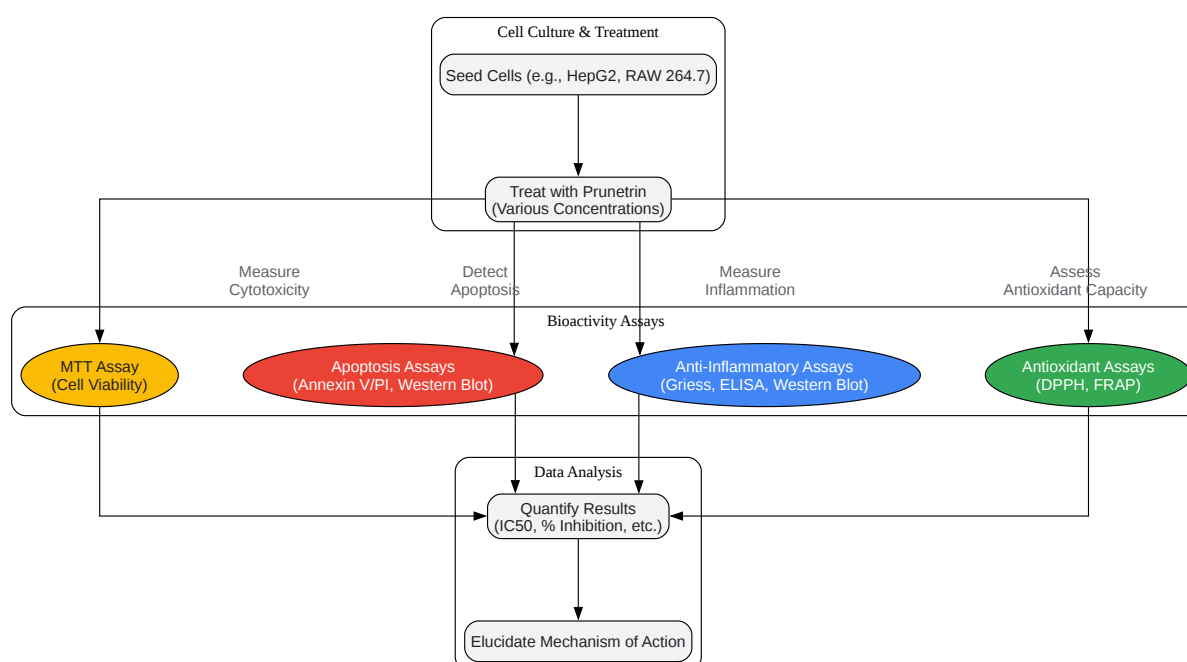 Cell Culture & Treatment
Seed Cells (e.g., HepG2, RAW 264.7)
Treat with Prunetrin
(Various Concentrations)
Measure
Cytotoxicity
Detect
Apoptosis
Measure
Inflammation
Assess
Antioxidant Capacity
Bioactivity Assays
MTT Assay
(Cell Viability)
Apoptosis Assays
(Annexin V/PI, Western Blot)
Anti-Inflammatory Assays
(Griess, ELISA, Western Blot)
Antioxidant Assays
(DPPH, FRAP)
Data Analysis
Quantify Results
(IC50, % Inhibition, etc.)
Elucidate Mechanism of Action